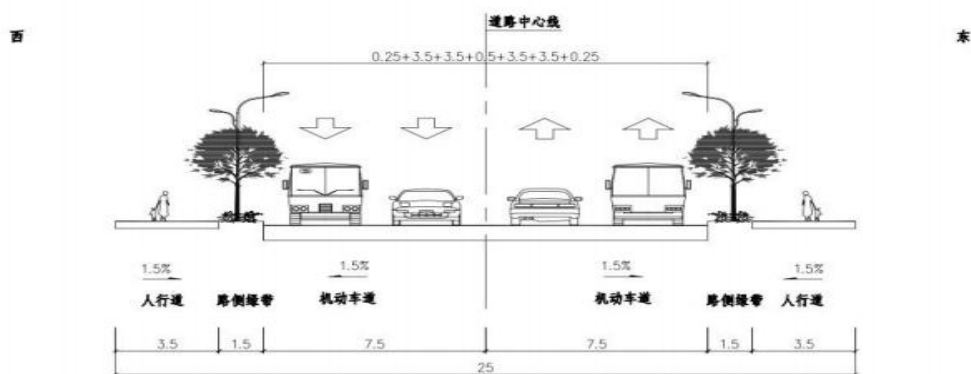 道路中心线
西
东
0.25+3.5+3.5+0.5+3.5+3.5+0.25
1.5% 1.5% 1.5% 1.5%
人行道 路侧绿带 机动车道 机动车道 路侧绿带 人行道
3.5 1.5 7.5 7.5 1.5 3.5
25